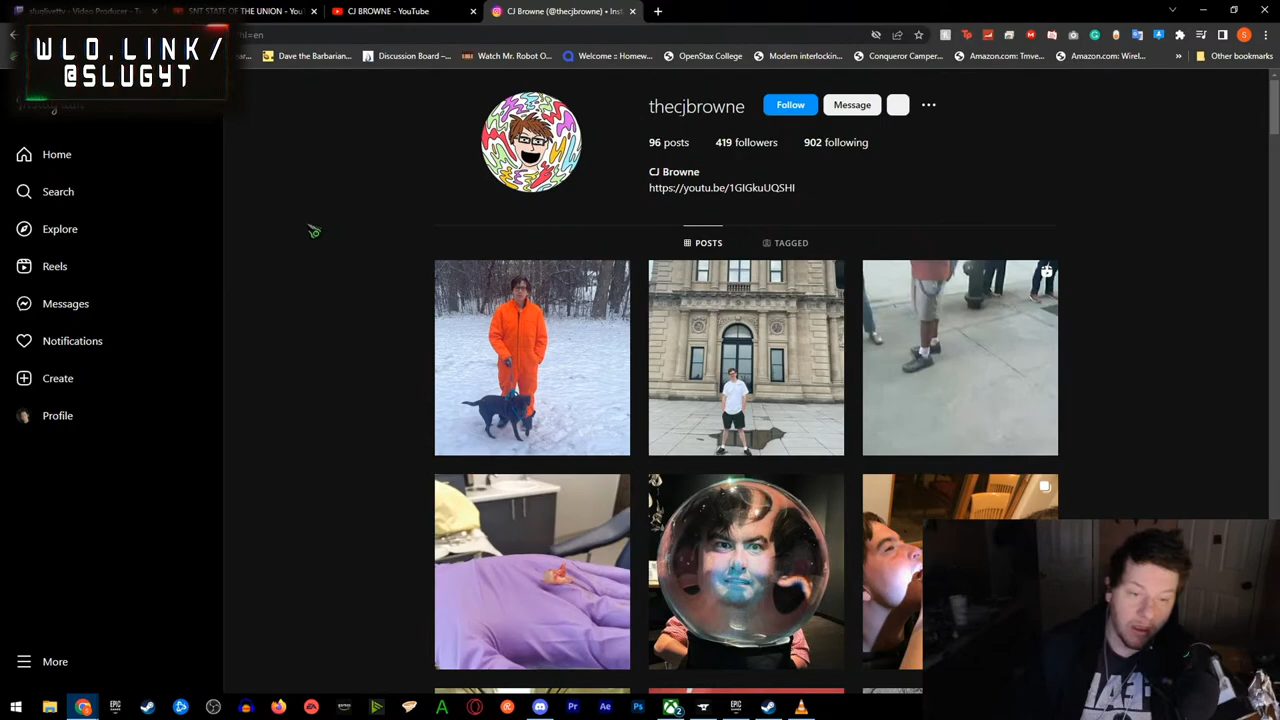 SNT STATE OF THE UNION - You
CJ BROWNE - YouTube
CJ Browne (@thecjbrowne) • Inst
?hl=en
WLO.LINK/
@SLUGYT
Dave the Barbarian...
Discussion Board –...
Watch Mr. Robot O...
Welcome :: Homew...
OpenStax College
Modern interlockin...
Conqueror Camper...
Amazon.com: Tmve...
Amazon.com: Wirel...
Other bookmarks
thecjbrowne
Follow
Message
96 posts
419 followers
902 following
CJ Browne
https://youtu.be/1GIGkuUQSHI
Home
Search
Explore
Reels
Messages
Notifications
Create
Profile
More
POSTS
TAGGED